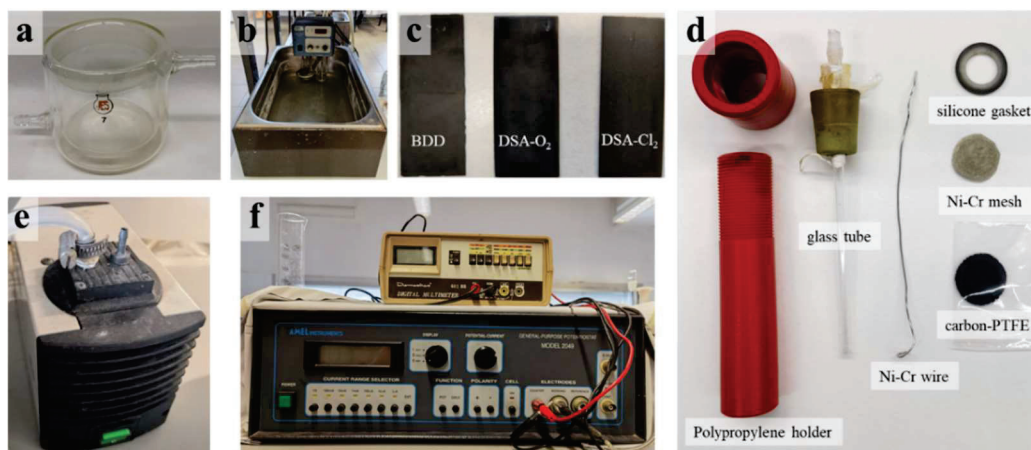 a
7
b
c
BDD
DSA-O₂
DSA-Cl₂
d
silicone gasket
Ni-Cr mesh
glass tube
carbon-PTFE
Ni-Cr wire
Polypropylene holder
e
f
DIGITAL MULTIMETER
AMEL INSTRUMENTS
DISPLAY
POTENTIAL-CURRENT
GENERAL PURPOSE POTENTIOSTAT
MODEL 2049
POWER
CURRENT RANGE SELECTOR
FUNCTION
POLARITY
CELL
ELECTRODES